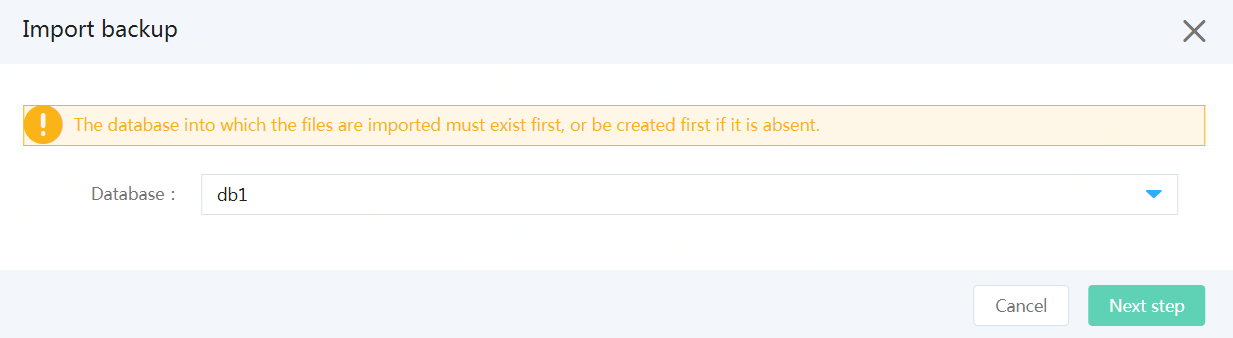 Import backup
The database into which the files are imported must exist first, or be created first if it is absent.
Database :
db1
Cancel
Next step